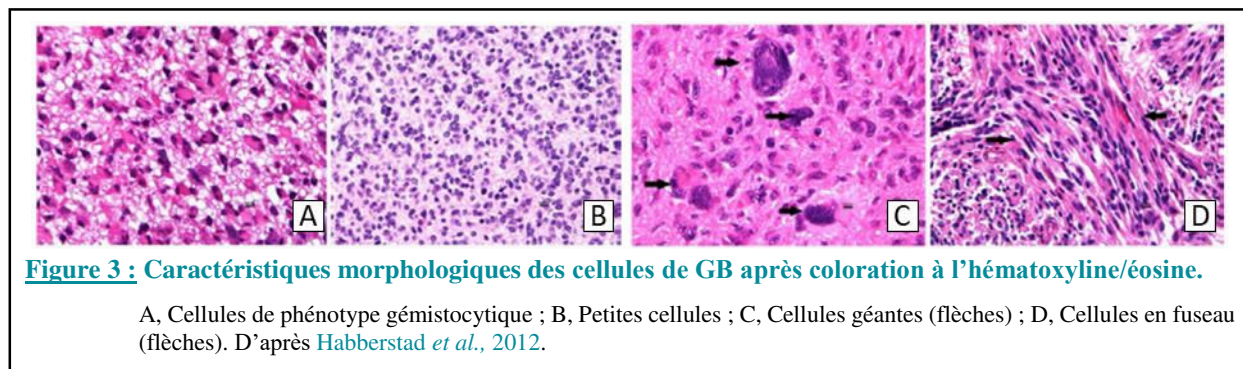 A B C D
Figure 3 : Caractéristiques morphologiques des cellules de GB après coloration à l’hématoxyline/éosine.
A, Cellules de phénotype gémistocytique ; B, Petites cellules ; C, Cellules géantes (flèches) ; D, Cellules en fuseau
(flèches). D’après Habberstad et al., 2012.